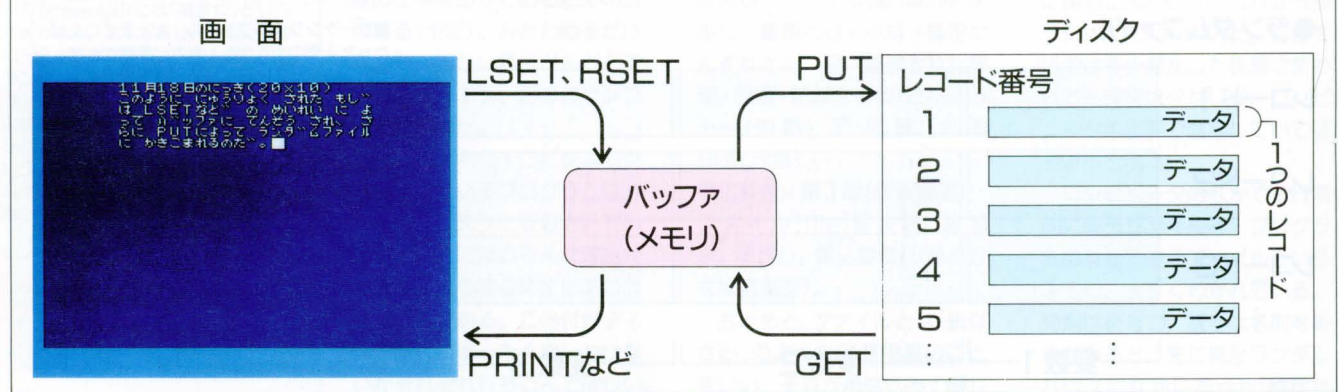 画 面
11月18日のにっき(20×10)
このように にゅうりょく された もじ
は LSETなど の めいれい に よ
って バッファに てんそう され、さ
らに PUTによって ランダムファイル
に かきこまれるのだ。
LSET、RSET
バッファ
(メモリ)
PRINTなど
PUT
GET
ディスク
レコード番号
1 データ
2 データ
3 データ
4 データ
5 データ
1つのレコード